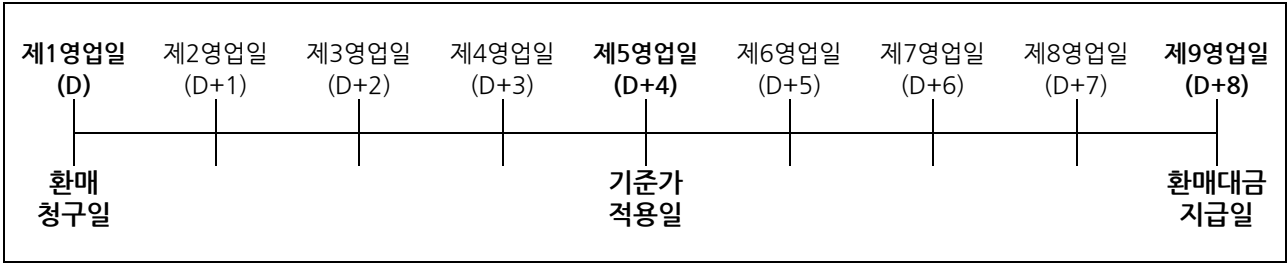 제1영업일 제2영업일 제3영업일 제4영업일 제5영업일 제6영업일 제7영업일 제8영업일 제9영업일
(D) (D+1) (D+2) (D+3) (D+4) (D+5) (D+6) (D+7) (D+8)
환매 기준가 환매대금
청구일 적용일 지급일